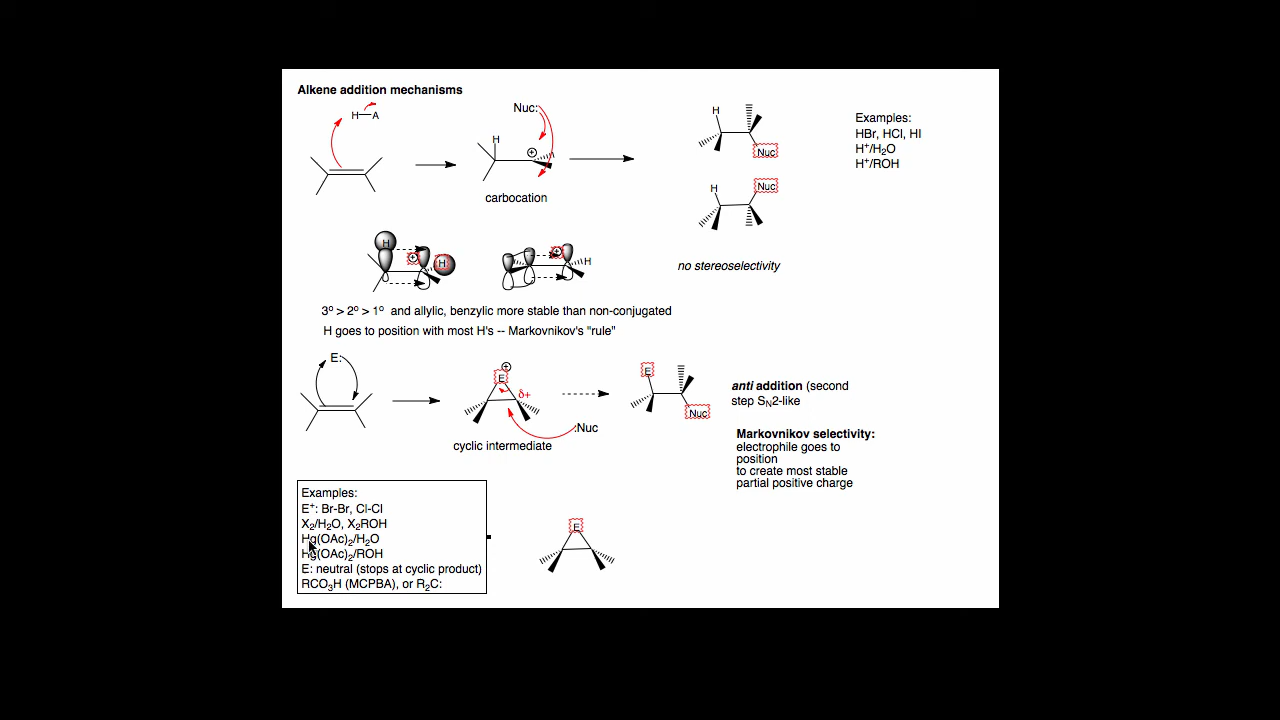 Alkene addition mechanisms
H—A
Nuc:
H
⊕
carbocation
H
Nuc
H
Nuc
no stereoselectivity
Examples:
HBr, HCl, HI
H⁺/H₂O
H⁺/ROH
H
⊕
H
⊕
H
3º > 2º > 1º and allylic, benzylic more stable than non-conjugated
H goes to position with most H's -- Markovnikov's "rule"
E:
⊕
E
δ+
:Nuc
cyclic intermediate
E
Nuc
anti addition (second
step SN2-like
Markovnikov selectivity:
electrophile goes to
position
to create most stable
partial positive charge
Examples:
E⁺: Br-Br, Cl-Cl
X₂/H₂O, X₂ROH
Hg(OAc)₂/H₂O
Hg(OAc)₂/ROH
E: neutral (stops at cyclic product)
RCO₃H (MCPBA), or R₂C:
E